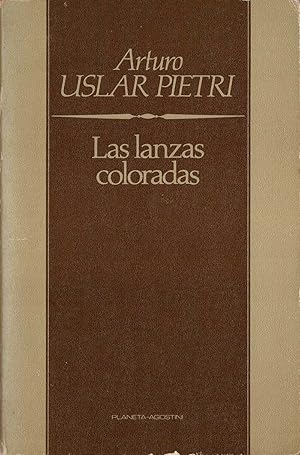 Arturo
USLAR PIETRI
Las lanzas
coloradas
PLANETA-AGOSTINI